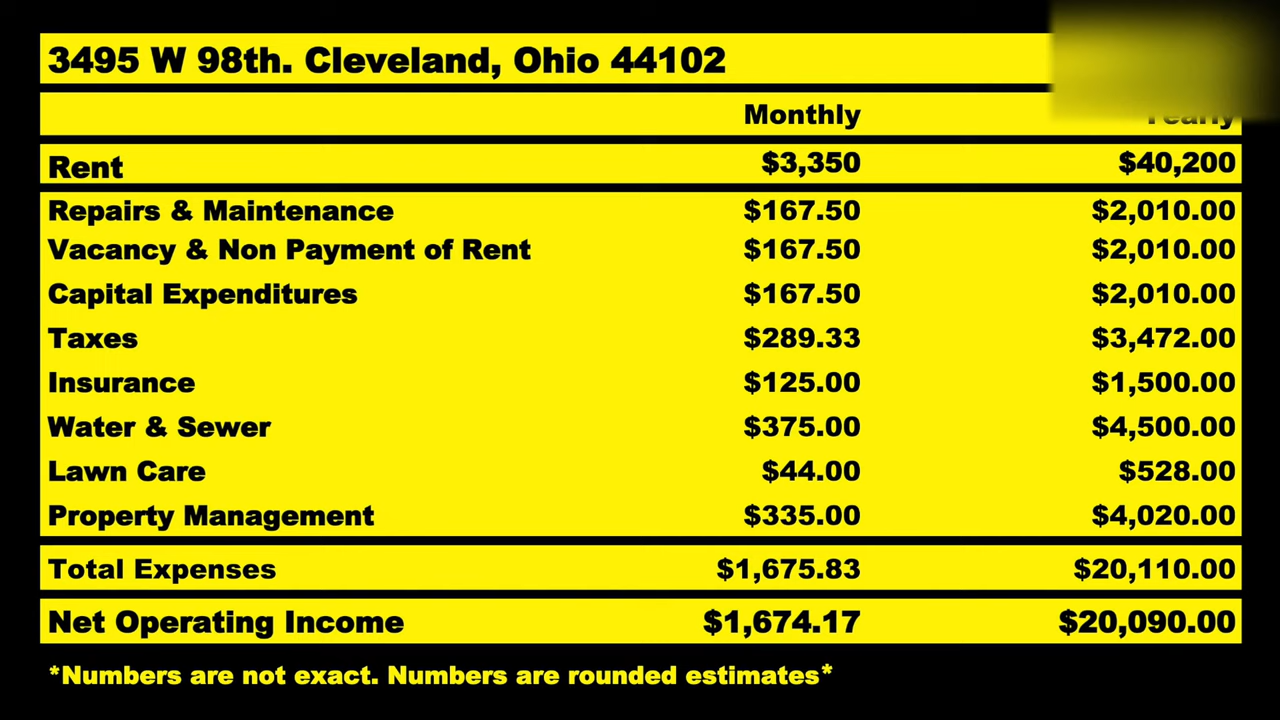 3495 W 98th. Cleveland, Ohio 44102
Monthly Yearly
Rent $3,350 $40,200
Repairs & Maintenance $167.50 $2,010.00
Vacancy & Non Payment of Rent $167.50 $2,010.00
Capital Expenditures $167.50 $2,010.00
Taxes $289.33 $3,472.00
Insurance $125.00 $1,500.00
Water & Sewer $375.00 $4,500.00
Lawn Care $44.00 $528.00
Property Management $335.00 $4,020.00
Total Expenses $1,675.83 $20,110.00
Net Operating Income $1,674.17 $20,090.00
*Numbers are not exact. Numbers are rounded estimates*